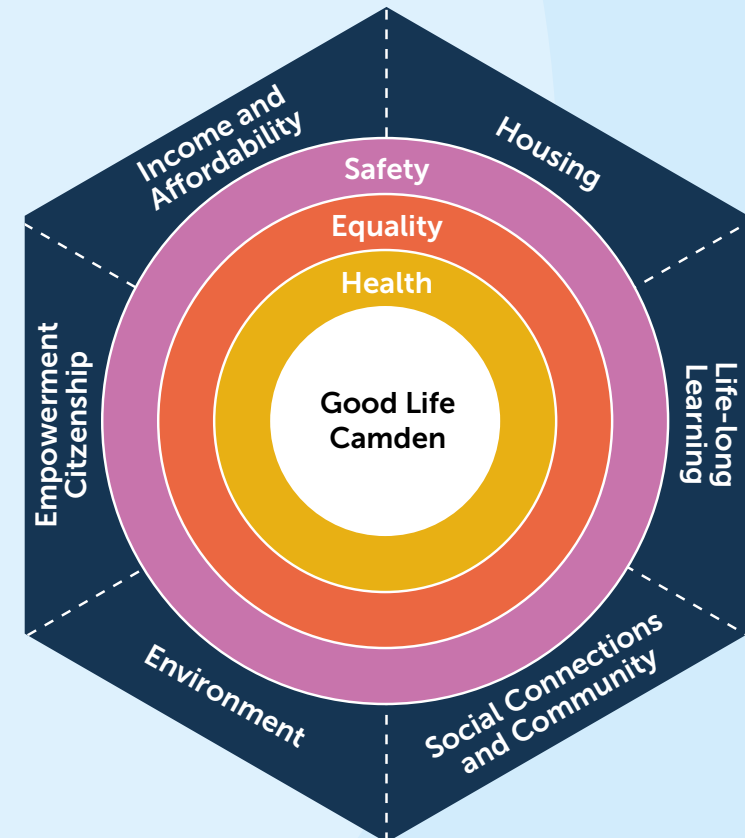 Income and
Affordability
Housing
Safety
Equality
Health
Good Life
Camden
Empowerment
Citzenship
Life-long
Learning
Environment
Social Connections
and Community